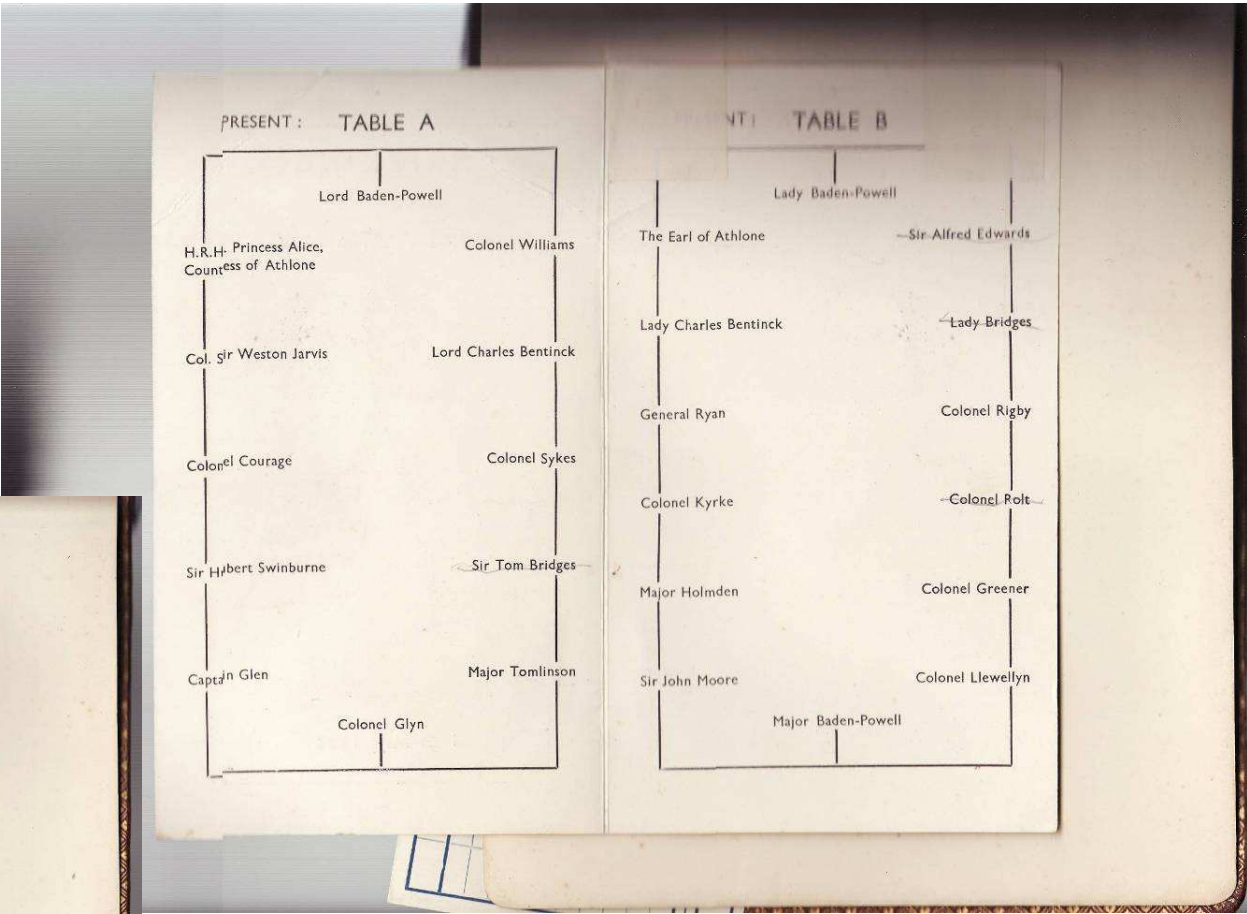 PRESENT: TABLE A
Lord Baden-Powell
H.R.H. Princess Alice,
Countess of Athlone
Colonel Williams
Col. Sir Weston Jarvis
Lord Charles Bentinck
Colonel Courage
Colonel Sykes
Sir Hubert Swinburne
Sir Tom Bridges
Captain Glen
Major Tomlinson
Colonel Glyn
PRESENT: TABLE B
Lady Baden-Powell
The Earl of Athlone
Sir Alfred Edwards
Lady Charles Bentinck
Lady Bridges
General Ryan
Colonel Rigby
Colonel Kyrke
Colonel Rolt
Major Holmden
Colonel Greener
Sir John Moore
Colonel Llewellyn
Major Baden-Powell